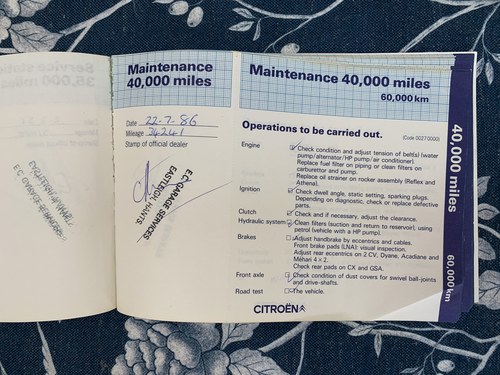 Maintenance
40,000 miles
Date 22-7-86
Mileage 34241
Stamp of official dealer
E.C. GARAGE SERVICES
EASTLEIGH, HANTS.
Maintenance 40,000 miles
60,000 km
Operations to be carried out.
(Code 0027 0000)
Engine
Check condition and adjust tension of belt(s) (water
pump/alternator/HP pump/air conditioner).
Replace fuel filter on piping or clean filters on
carburettor and pump.
Replace oil strainer on rocker assembly (Reflex and
Athena).
Ignition
Check dwell angle, static setting, sparking plugs.
Depending on diagnosis, check or replace defective
parts.
Clutch
Check and if necessary, adjust the clearance.
Hydraulic system
Clean filters (suction and return to reservoir), using
petrol (vehicle with a HP pump).
Brakes
Adjust handbrake by eccentrics and cables.
Front brake pads (LNA): visual inspection.
Adjust rear eccentrics on 2 CV, Dyane, Acadiane and
Méhari 4 × 2.
Check rear pads on CX and GSA.
Front axle
Check condition of dust covers for swivel ball-joints
and drive-shafts.
Road test
The vehicle.
CITROËN
40,000 miles
60,000 km